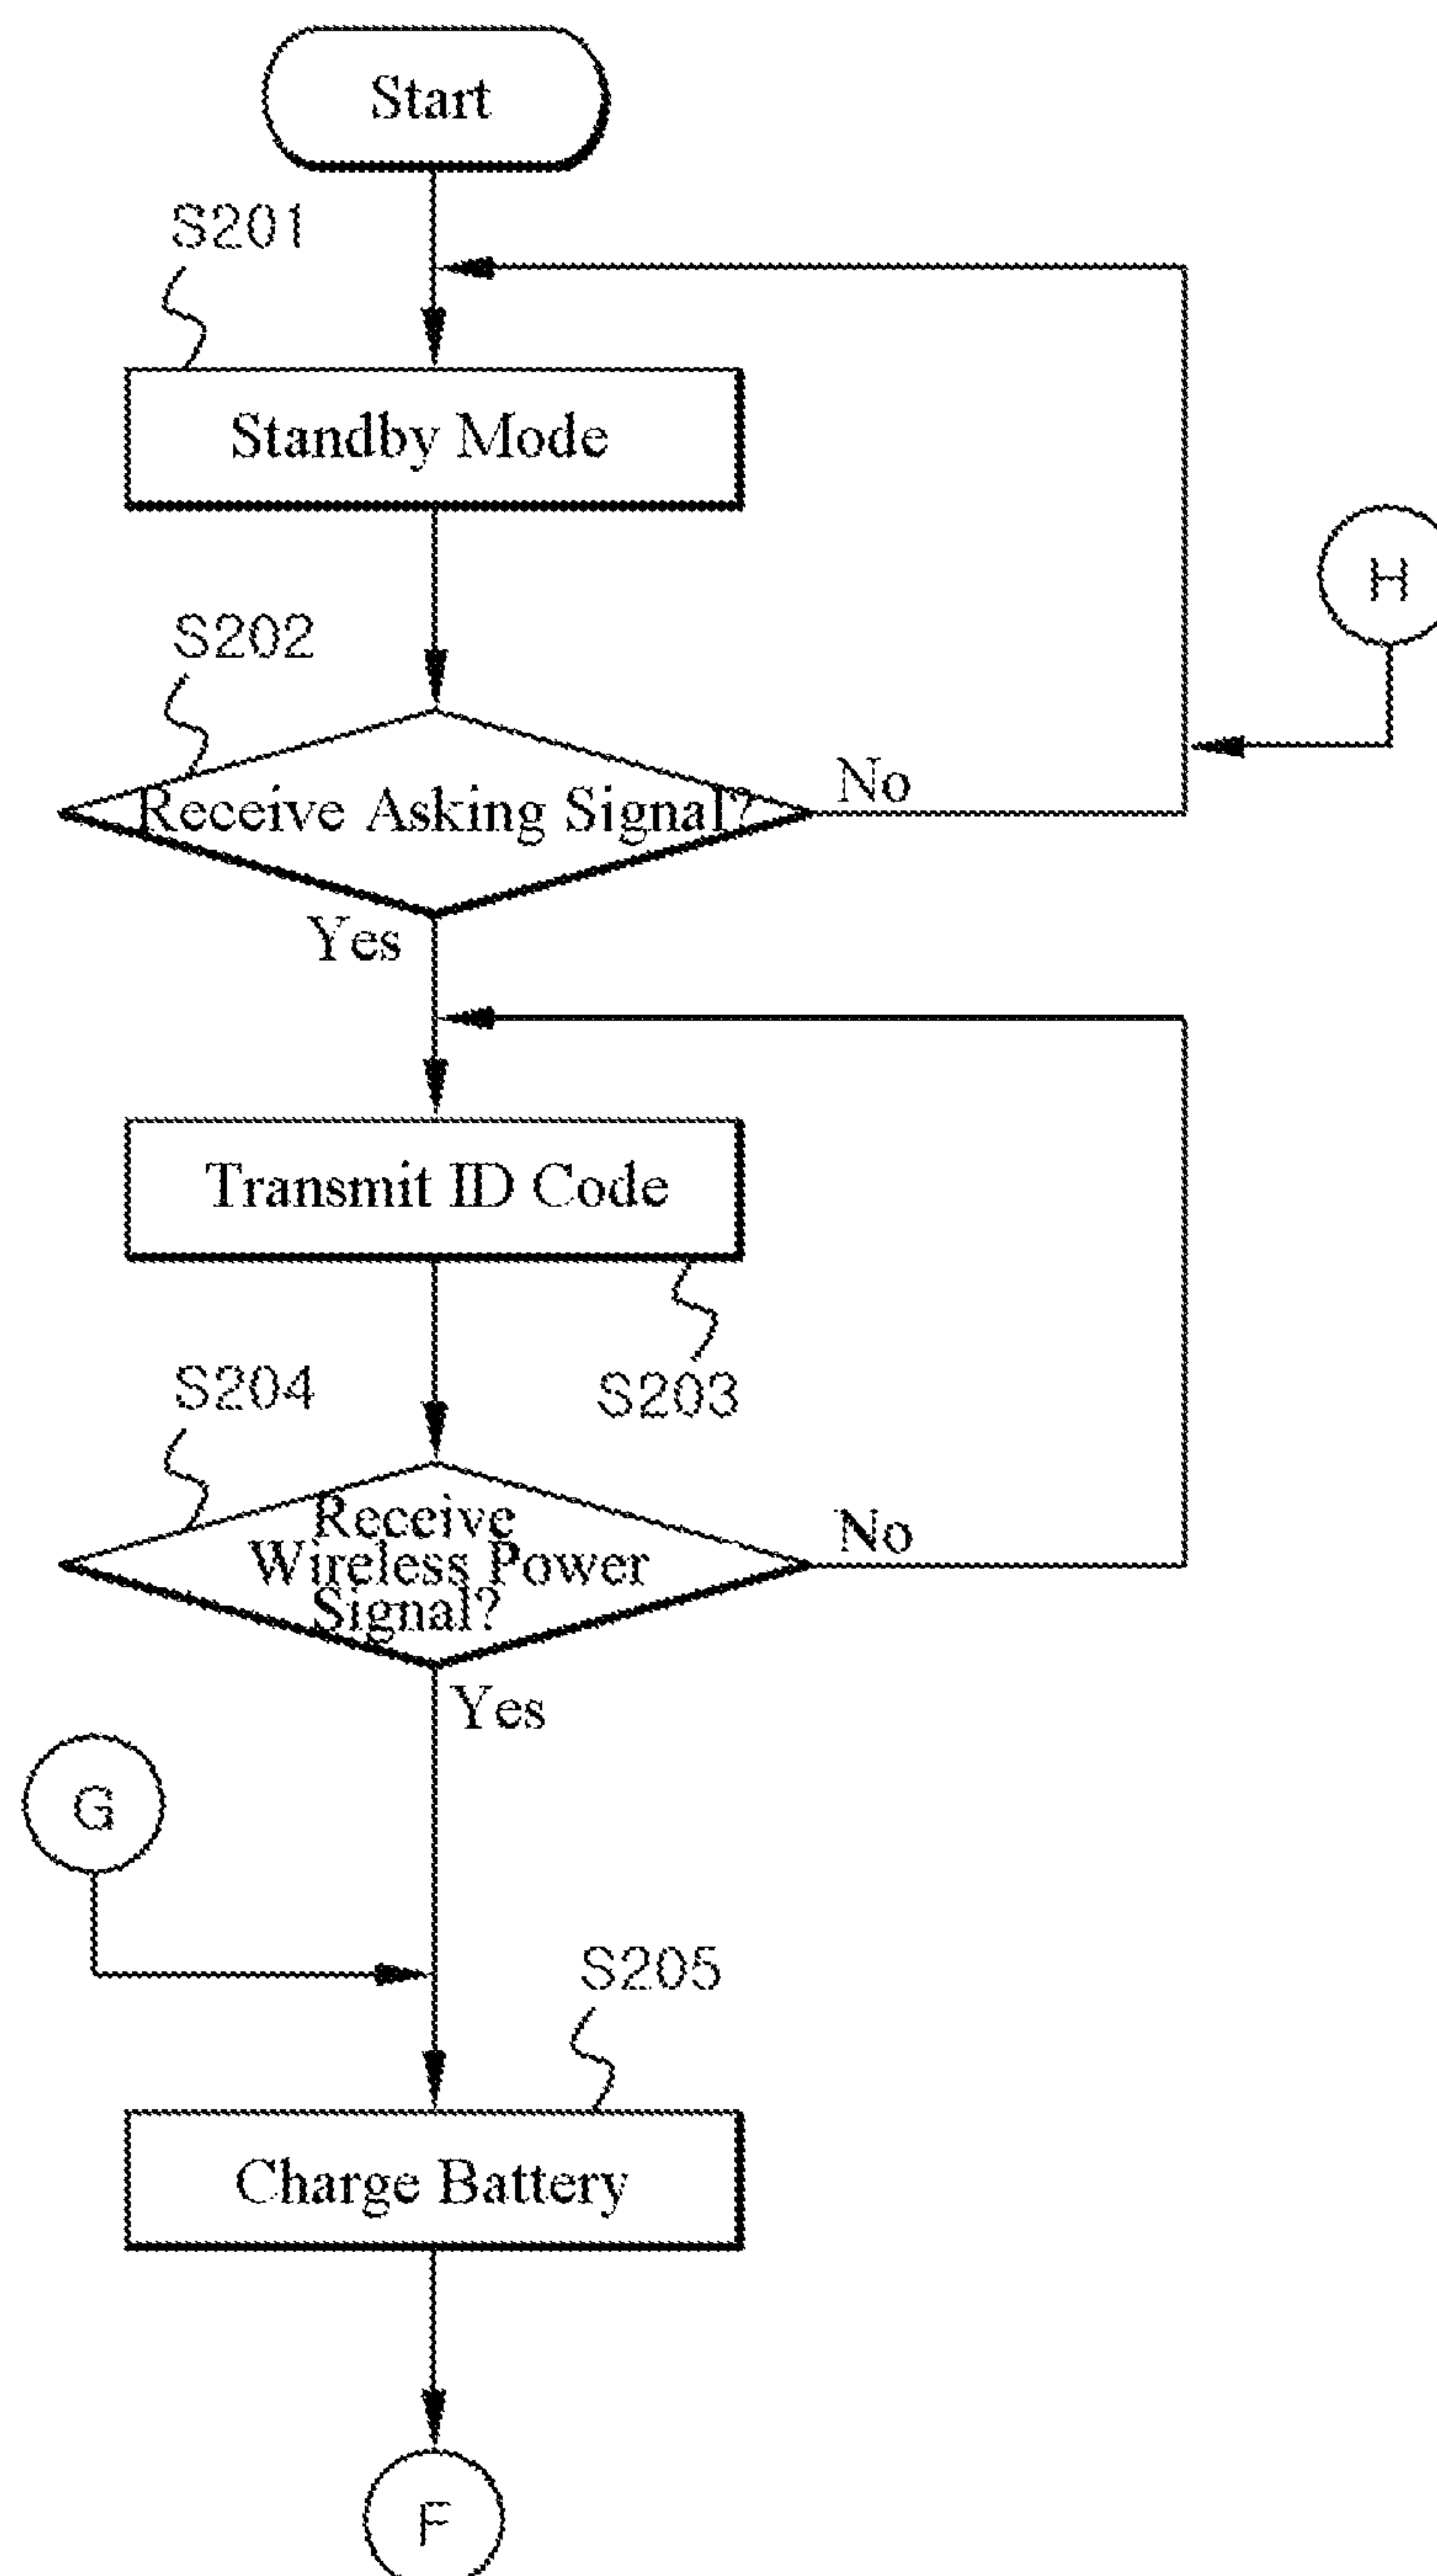 Start
S201
Standby Mode
H
S202
Receive Asking Signal?
No
Yes
Transmit ID Code
S203
S204
Receive
Wireless Power
Signal?
No
Yes
G
S205
Charge Battery
F